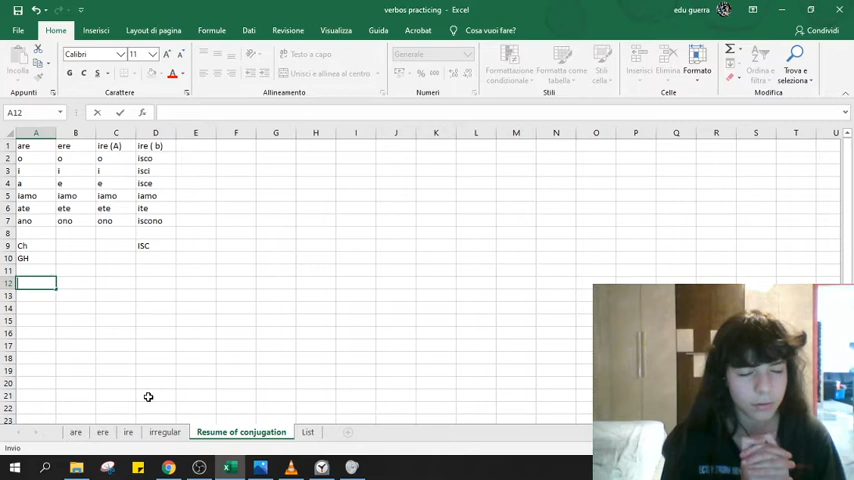 verbos practicing - Excel
edu guerra
File Home Inserisci Layout di pagina Formule Dati Revisione Visualizza Guida Acrobat Cosa vuoi fare? Condividi
Incolla
Calibri 11
G C S
Testo a capo
Unisci e allinea al centro
Generale
Formattazione condizionale
Formatta come tabella
Stili cella
Inserisci
Elimina
Formato
Ordina e filtra
Trova e seleziona
Appunti Carattere Allineamento Numeri Stili Celle Modifica
A12
A B C D E F G H I J K L M N O P Q R S T U
1 are ere ire (A) ire ( b)
2 o o o isco
3 i i i isci
4 a e e isce
5 iamo iamo iamo iamo
6 ate ete ete ite
7 ano ono ono iscono
8
9 Ch ISC
10 GH
11
12
13
14
15
16
17
18
19
20
21
22
23
are ere ire irregular Resume of conjugation List
Invio